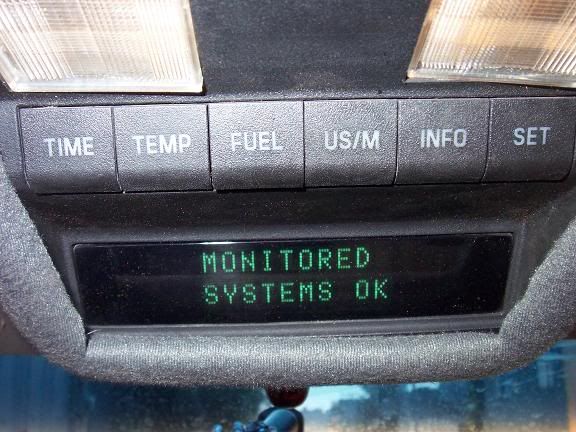 TIME TEMP FUEL US/M INFO SET
MONITORED
SYSTEMS OK